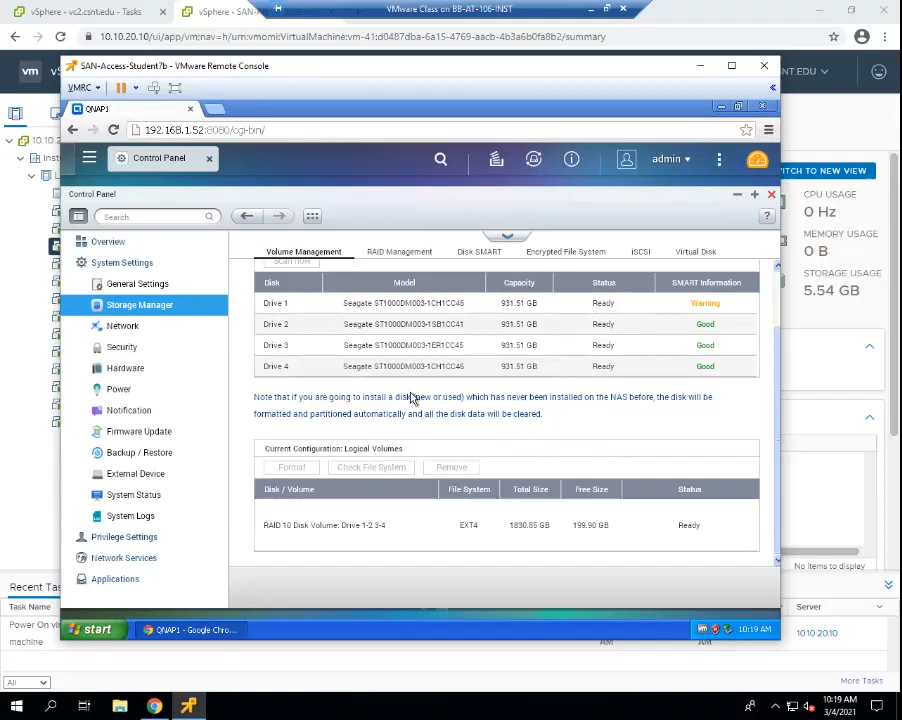 vSphere - vc2.csnt.edu - Tasks
vSphere - SAN-A
VMware Class on BB-AT-106-INST
10.10.20.10/ui/app/vm;nav=h/urn:vmomi:VirtualMachine:vm-41:d0487dba-6a15-4769-aacb-4b3a6b0fa8b2/summary
vm
NT.EDU
10.10.2
Inst
SWITCH TO NEW VIEW
CPU USAGE
0 Hz
MEMORY USAGE
0 B
STORAGE USAGE
5.54 GB
No items to display
SAN-Access-Student7b - VMware Remote Console
VMRC
QNAP1
192.168.1.52:8080/cgi-bin/
Control Panel
admin
Control Panel
Search
Overview
System Settings
General Settings
Storage Manager
Network
Security
Hardware
Power
Notification
Firmware Update
Backup / Restore
External Device
System Status
System Logs
Privilege Settings
Network Services
Applications
Volume Management RAID Management Disk SMART Encrypted File System iSCSI Virtual Disk
Scan now
Disk Model Capacity Status SMART Information
Drive 1 Seagate ST1000DM003-1CH1CC46 931.51 GB Ready Warning
Drive 2 Seagate ST1000DM003-1SB1CC41 931.51 GB Ready Good
Drive 3 Seagate ST1000DM003-1ER1CC45 931.51 GB Ready Good
Drive 4 Seagate ST1000DM003-1CH1CC46 931.51 GB Ready Good
Note that if you are going to install a disk (new or used) which has never been installed on the NAS before, the disk will be
formatted and partitioned automatically and all the disk data will be cleared.
Current Configuration: Logical Volumes
Format Check File System Remove
Disk / Volume File System Total Size Free Size Status
RAID 10 Disk Volume: Drive 1-2 3-4 EXT4 1830.85 GB 199.90 GB Ready
start
QNAP1 - Google Chro...
10:19 AM
Recent Ta
Task Name
Server
Power On vir
machine
AM
AM
10.10.20.10
All
More Tasks
10:19 AM
3/4/2021